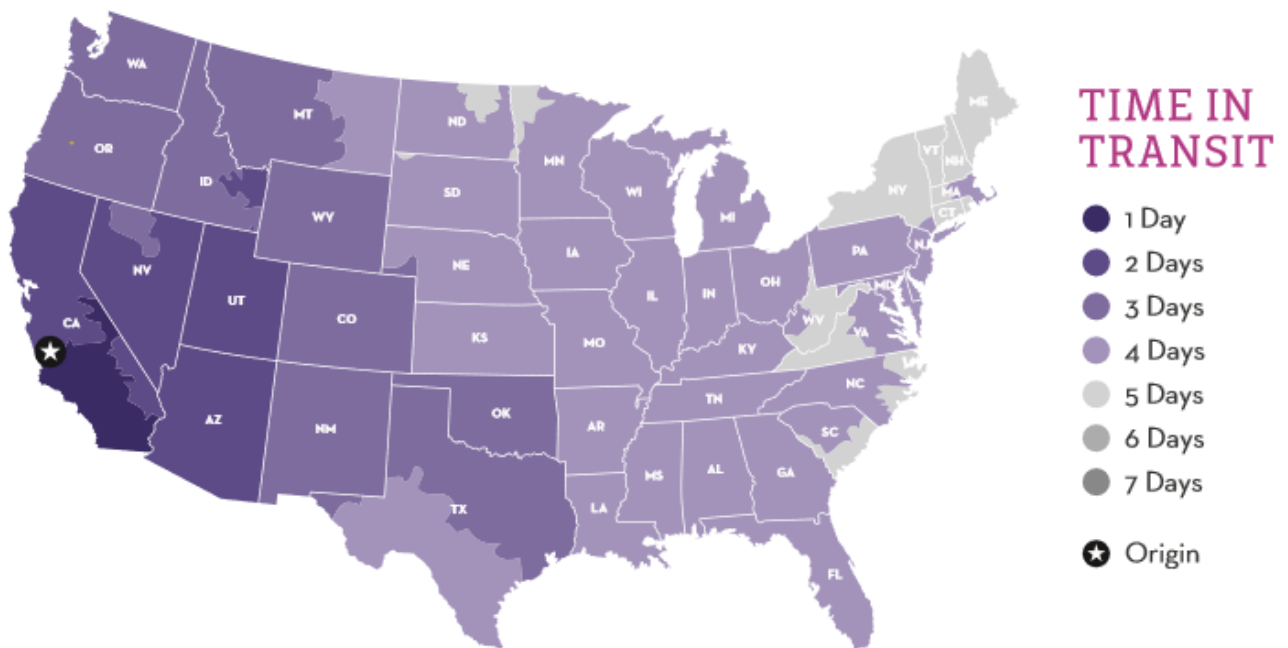 WA
MT
ND
ME
OR
MN
VT
NH
ID
SD
WI
NY
MA
WY
MI
CT
IA
PA
NJ
NV
NE
OH
MD
UT
IL
IN
WV
CA
CO
KS
MO
KY
VA
AZ
NM
OK
TN
NC
AR
SC
MS
AL
GA
TX
LA
FL
TIME IN
TRANSIT
1 Day
2 Days
3 Days
4 Days
5 Days
6 Days
7 Days
Origin